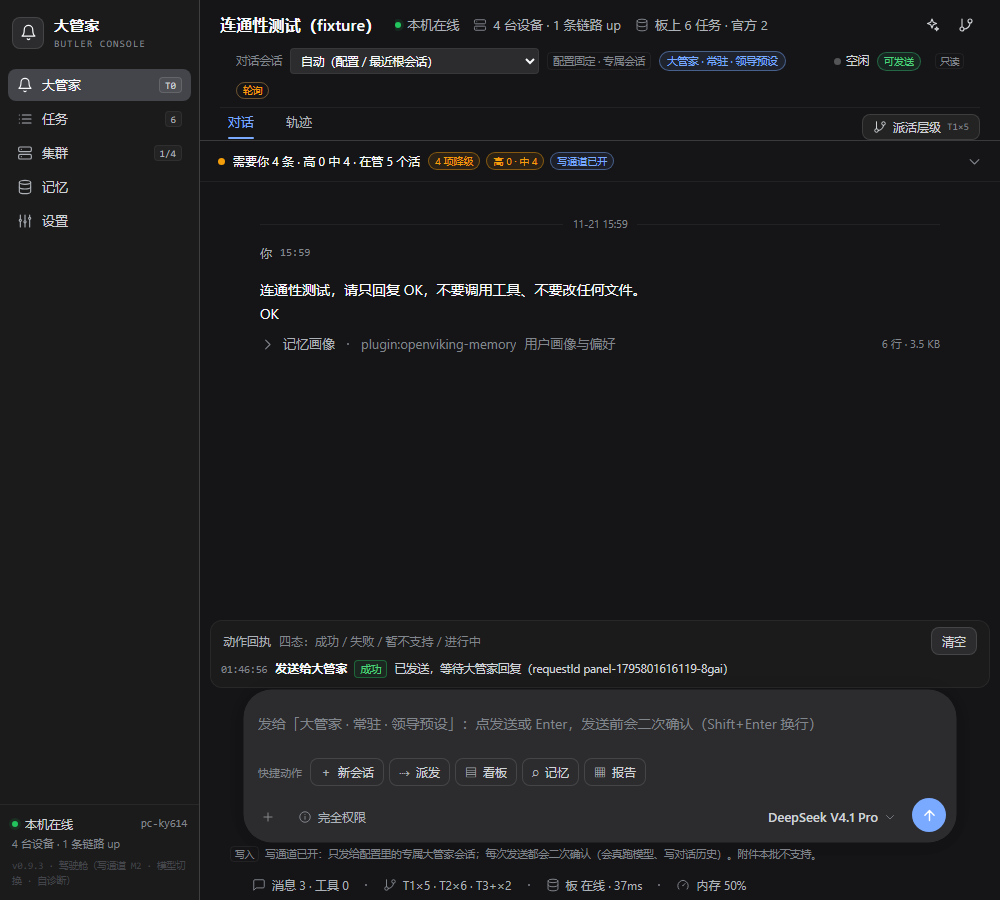 大管家
BUTLER CONSOLE
大管家 T0
任务 6
集群 1/4
记忆
设置
本机在线 pc-ky614
4 台设备 · 1 条链路 up
v0.9.3 · 驾驶舱（写通道 M2 · 模型切
换 · 自诊断）
连通性测试（fixture） 本机在线 4 台设备 · 1 条链路 up 板上 6 任务 · 官方 2
对话会话 自动（配置 / 最近根会话） 配置固定 · 专属会话 大管家 · 常驻 · 领导预设 空闲 可发送 只读
轮询
对话 轨迹 派活层级 T1×5
需要你 4 条 · 高 0 中 4 · 在管 5 个活 4 项降级 高 0 · 中 4 写通道已开
11-21 15:59
你 15:59
连通性测试，请只回复 OK，不要调用工具、不要改任何文件。
OK
记忆画像 · plugin:openviking-memory 用户画像与偏好 6 行 · 3.5 KB
动作回执 四态：成功 / 失败 / 暂不支持 / 进行中 清空
01:46:56 发送给大管家 成功 已发送，等待大管家回复（requestId panel-1795801616119-8gai）
发给「大管家 · 常驻 · 领导预设」：点发送或 Enter，发送前会二次确认（Shift+Enter 换行）
快捷动作 + 新会话 ⇢ 派发 ▤ 看板 ⌕ 记忆 ▦ 报告
+ 完全权限 DeepSeek V4.1 Pro
写入 写通道已开：只发给配置里的专属大管家会话；每次发送都会二次确认（会真跑模型、写对话历史）。附件本批不支持。
消息 3 · 工具 0 · T1×5 · T2×6 · T3+×2 · 板 在线 · 37ms · 内存 50%